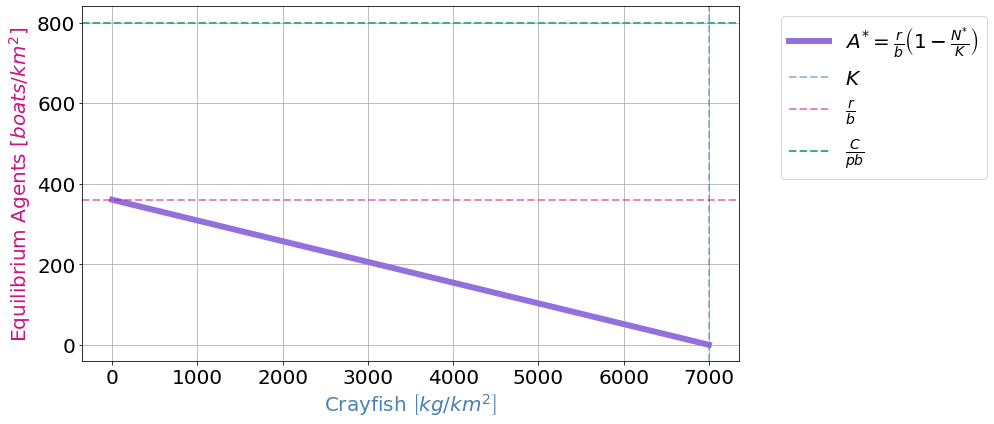 800
600
400
200
0
Equilibrium Agents [boats/km²]
0 1000 2000 3000 4000 5000 6000 7000
Crayfish [kg/km²]
A* = r/b (1 − N*/K)
K
r/b
C/pb